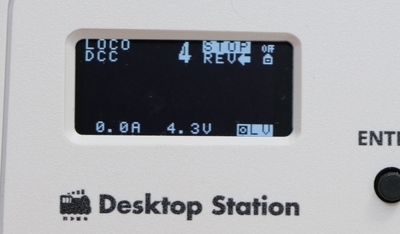 LOCO 4 STOP OFF
DCC REV
0.0A 4.3V LV
ENTE
Desktop Station